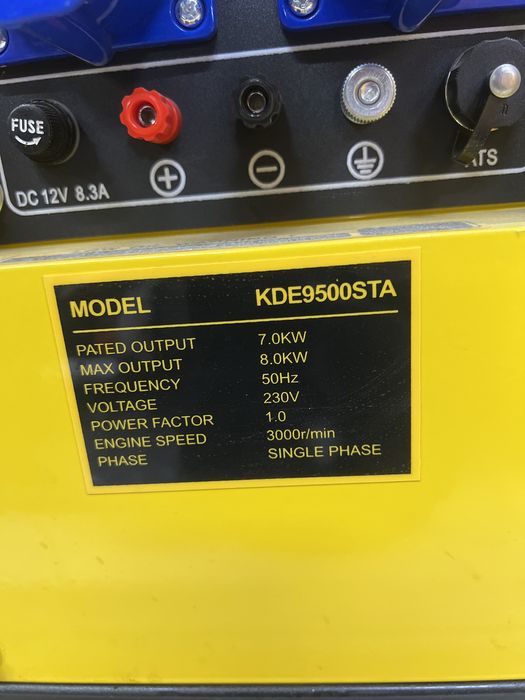 FUSE
DC 12V 8.3A
ATS
MODEL KDE9500STA
PATED OUTPUT 7.0KW
MAX OUTPUT 8.0KW
FREQUENCY 50Hz
VOLTAGE 230V
POWER FACTOR 1.0
ENGINE SPEED 3000r/min
PHASE SINGLE PHASE